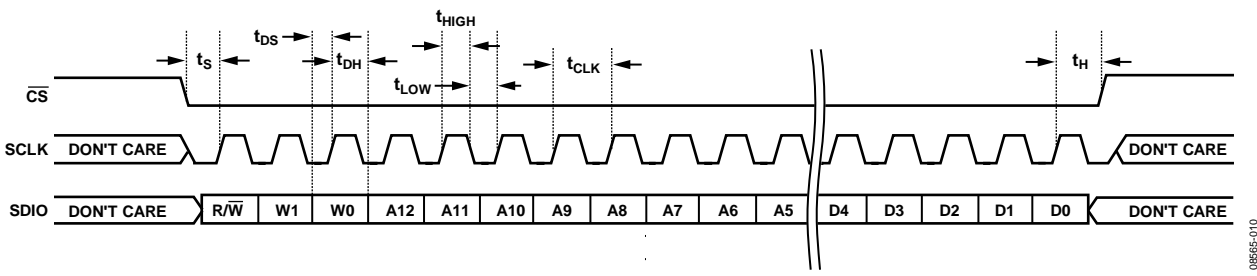 tHIGH
tDS
tS
tDH
tCLK
tH
tLOW
CS
SCLK DON'T CARE DON'T CARE
SDIO DON'T CARE R/W W1 W0 A12 A11 A10 A9 A8 A7 A6 A5 D4 D3 D2 D1 D0 DON'T CARE
08565-010